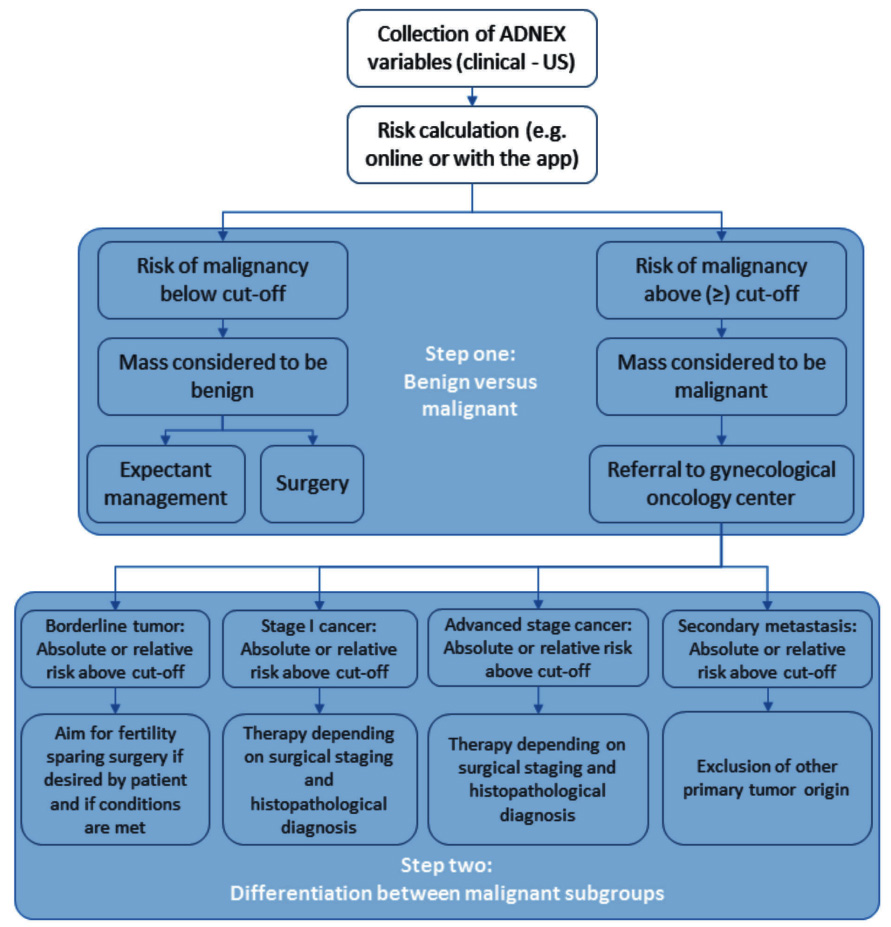 Collection of ADNEX
variables (clinical - US)
Risk calculation (e.g.
online or with the app)
Risk of malignancy
below cut-off
Risk of malignancy
above (≥) cut-off
Mass considered to be
benign
Step one:
Benign versus
malignant
Mass considered to be
malignant
Expectant
management
Surgery
Referral to gynecological
oncology center
Borderline tumor:
Absolute or relative
risk above cut-off
Stage I cancer:
Absolute or relative
risk above cut-off
Advanced stage cancer:
Absolute or relative risk
above cut-off
Secondary metastasis:
Absolute or relative
risk above cut-off
Aim for fertility
sparing surgery if
desired by patient
and if conditions
are met
Therapy depending
on surgical staging
and
histopathological
diagnosis
Therapy depending on
surgical staging and
histopathological
diagnosis
Exclusion of other
primary tumor origin
Step two:
Differentiation between malignant subgroups